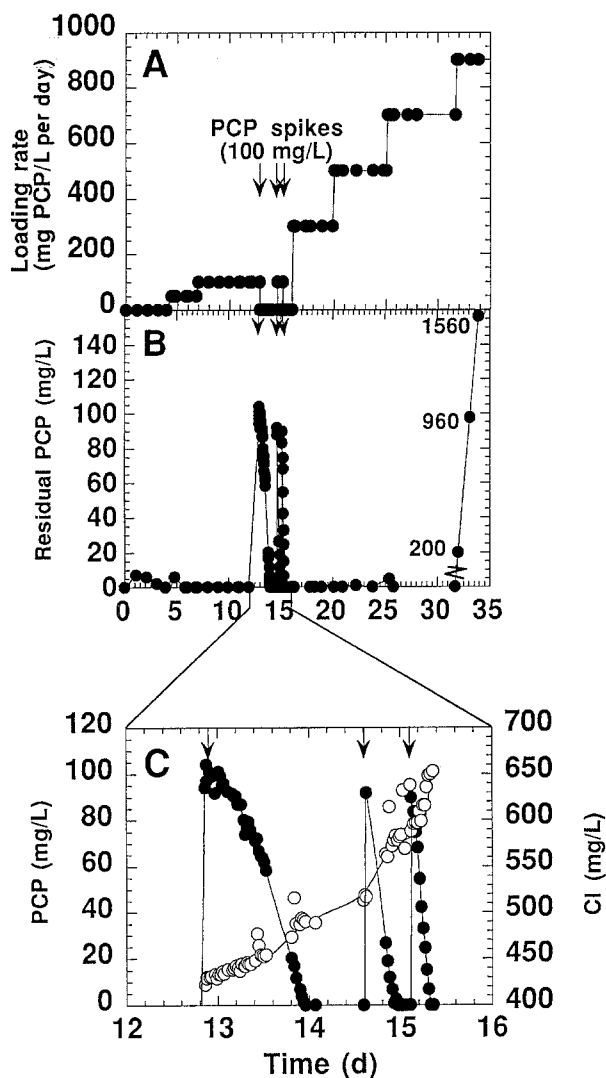 1000
800
600
400
200
0
Loading rate
(mg PCP/L per day)
A
PCP spikes
(100 mg/L)
140
120
100
80
60
40
20
0
Residual PCP (mg/L)
B
1560
960
200
0 5 10 15 20 25 30 35
120
100
80
60
40
20
0
PCP (mg/L)
C
700
650
600
550
500
450
400
Cl (mg/L)
12 13 14 15 16
Time (d)